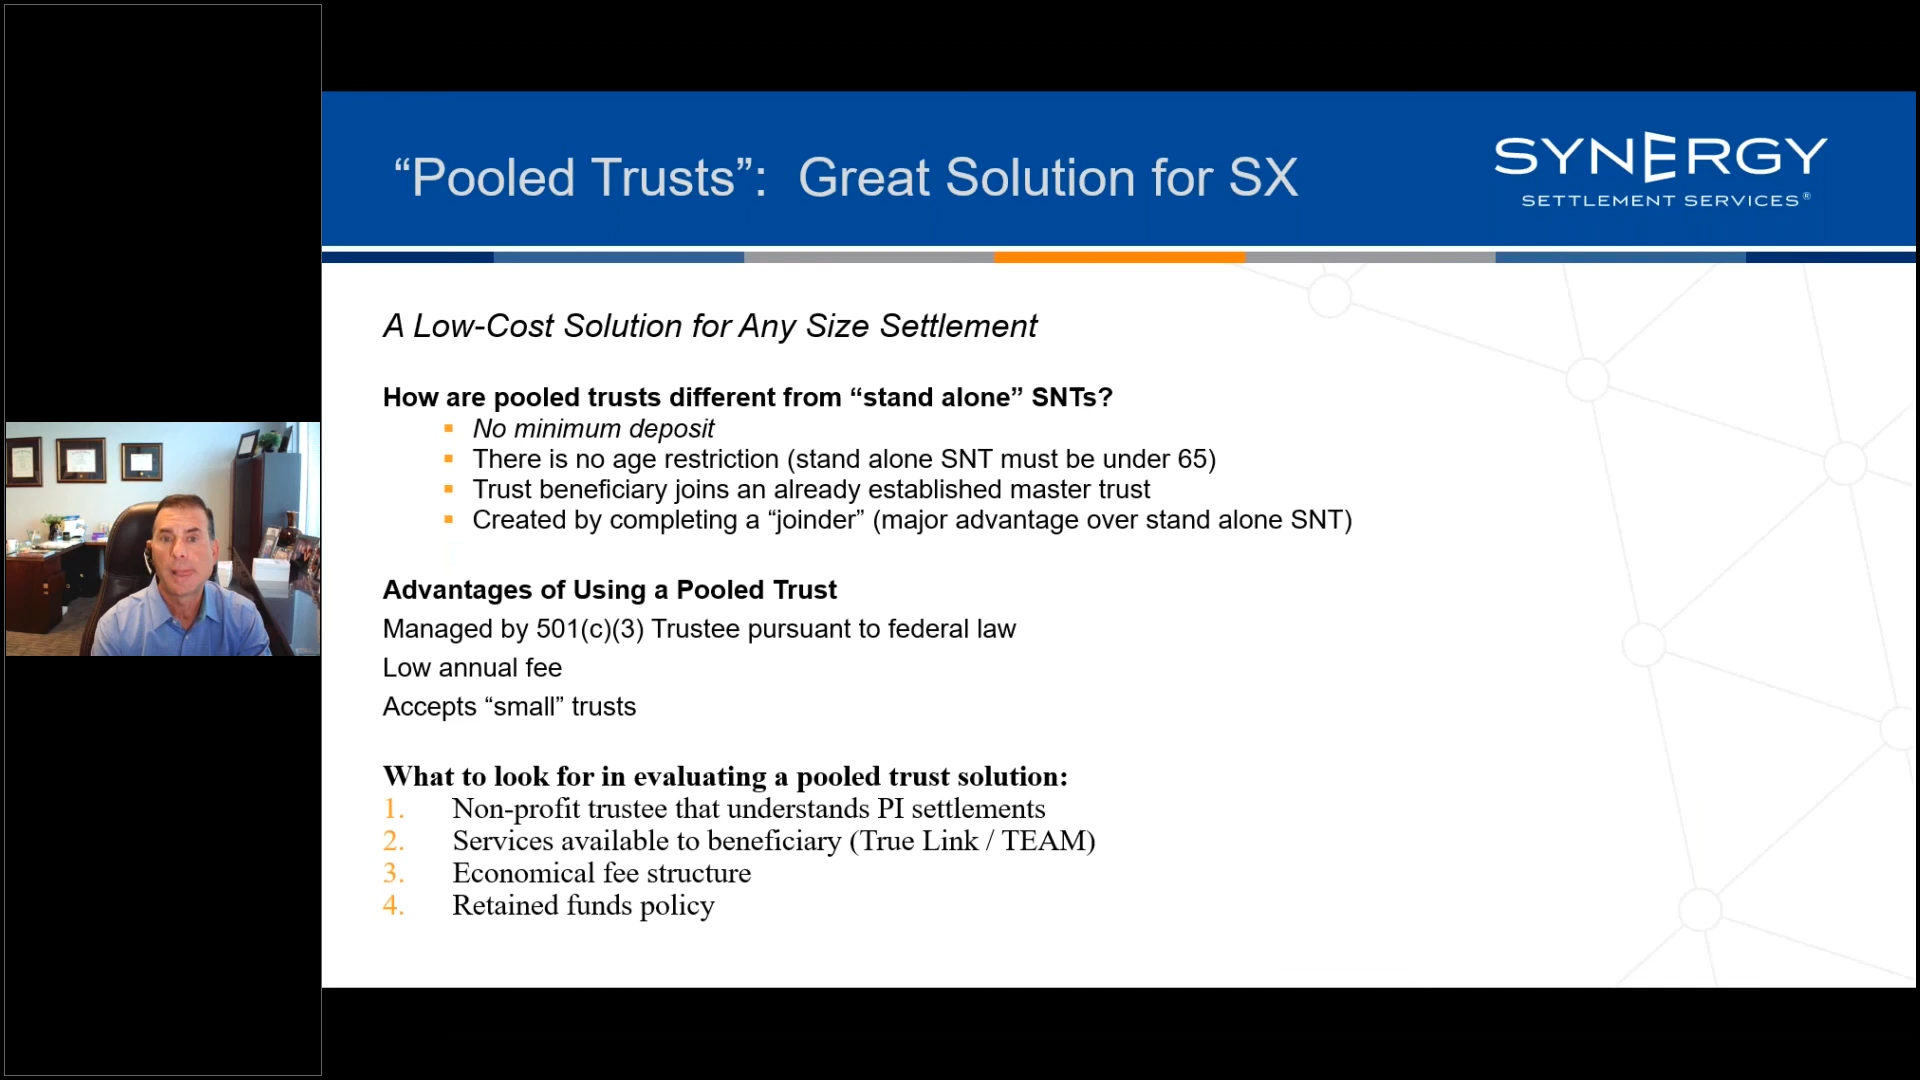 “Pooled Trusts”:  Great Solution for SX
SYNERGY
SETTLEMENT SERVICES®
A Low-Cost Solution for Any Size Settlement
How are pooled trusts different from “stand alone” SNTs?
▪ No minimum deposit
▪ There is no age restriction (stand alone SNT must be under 65)
▪ Trust beneficiary joins an already established master trust
▪ Created by completing a “joinder” (major advantage over stand alone SNT)
Advantages of Using a Pooled Trust
Managed by 501(c)(3) Trustee pursuant to federal law
Low annual fee
Accepts “small” trusts
What to look for in evaluating a pooled trust solution:
1. Non-profit trustee that understands PI settlements
2. Services available to beneficiary (True Link / TEAM)
3. Economical fee structure
4. Retained funds policy